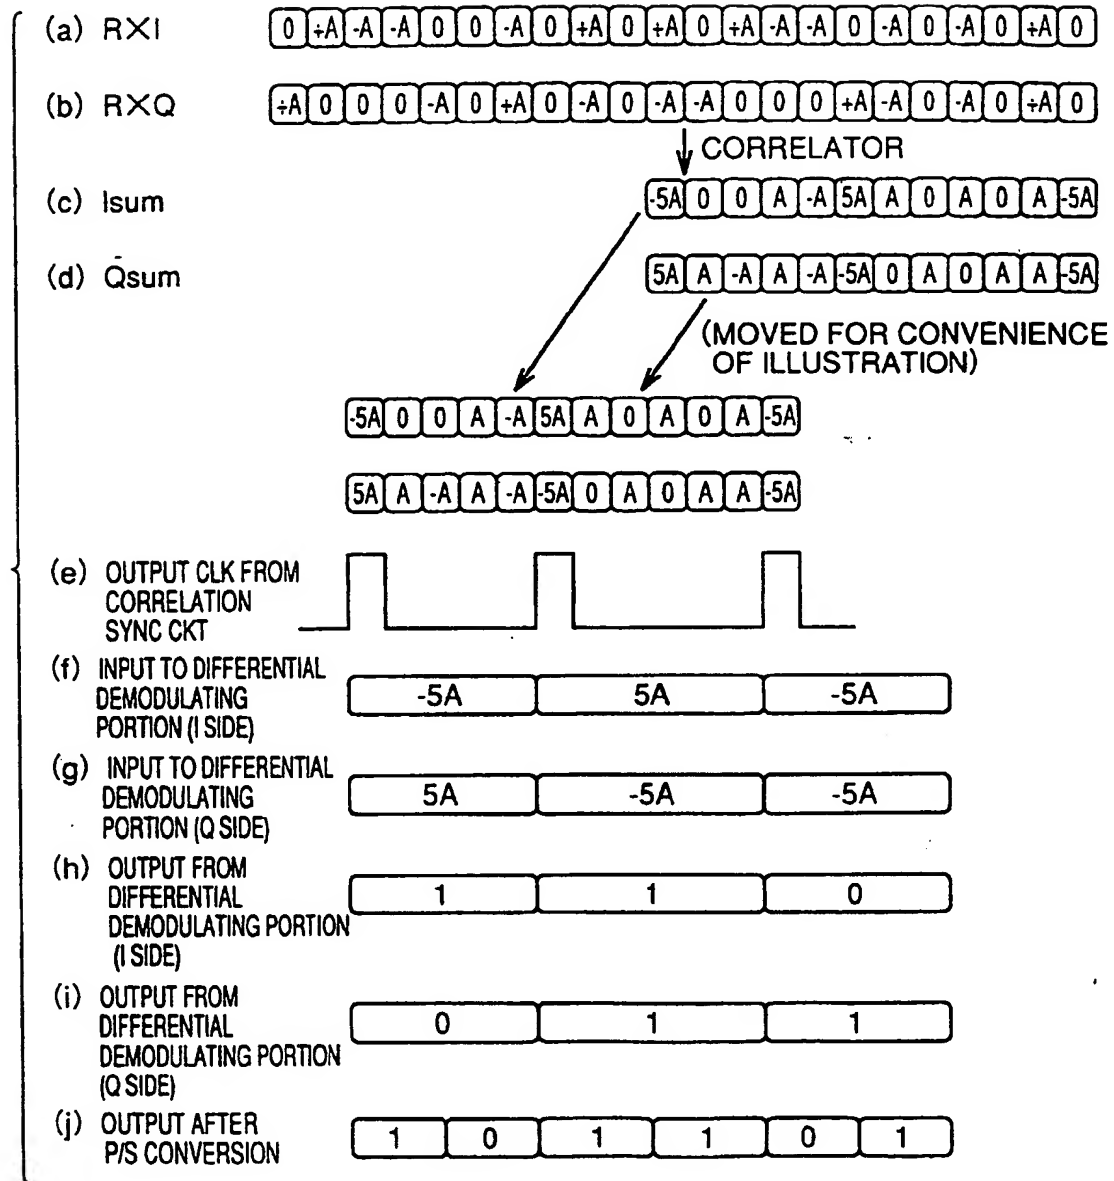 (a) RXI 0 +A -A -A 0 0 -A 0 +A 0 +A 0 +A -A -A 0 -A 0 -A 0 +A 0
(b) RXQ +A 0 0 0 -A 0 +A 0 -A 0 -A -A 0 0 0 +A -A 0 -A 0 +A 0
CORRELATOR
(c) Isum -5A 0 0 A -A 5A A 0 A 0 A -5A
(d) Qsum 5A A -A A -A -5A 0 A 0 A A -5A
(MOVED FOR CONVENIENCE
OF ILLUSTRATION)
-5A 0 0 A -A 5A A 0 A 0 A -5A
5A A -A A -A -5A 0 A 0 A A -5A
(e) OUTPUT CLK FROM
CORRELATION
SYNC CKT
(f) INPUT TO DIFFERENTIAL
DEMODULATING
PORTION (I SIDE)
-5A 5A -5A
(g) INPUT TO DIFFERENTIAL
DEMODULATING
PORTION (Q SIDE)
5A -5A -5A
(h) OUTPUT FROM
DIFFERENTIAL
DEMODULATING PORTION
(I SIDE)
1 1 0
(i) OUTPUT FROM
DIFFERENTIAL
DEMODULATING PORTION
(Q SIDE)
0 1 1
(j) OUTPUT AFTER
P/S CONVERSION
1 0 1 1 0 1